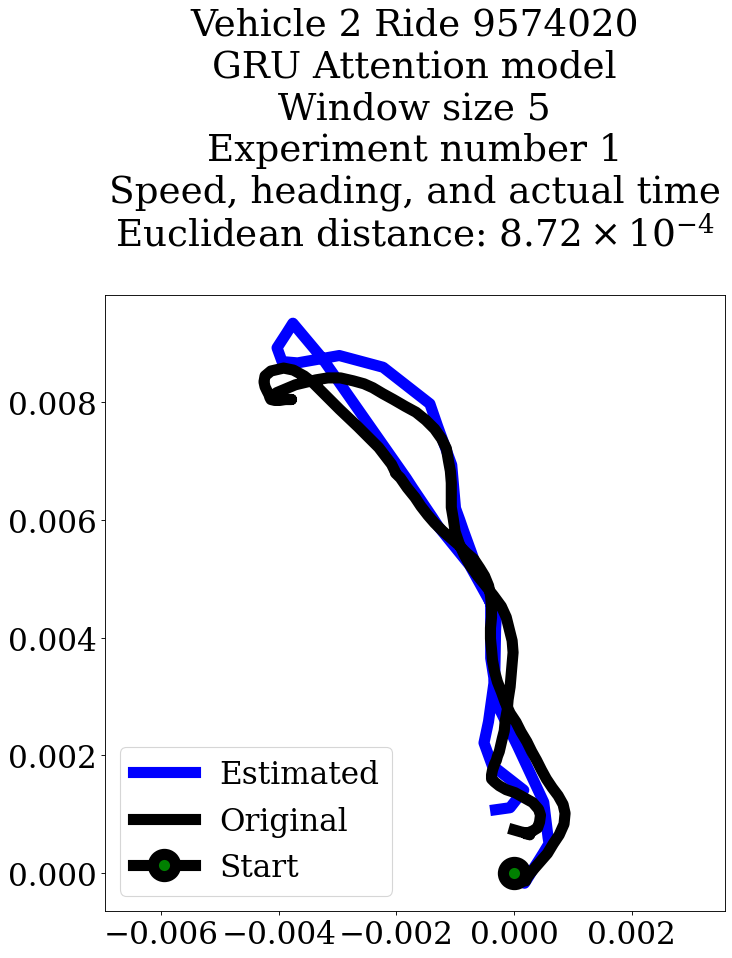 Vehicle 2 Ride 9574020
GRU Attention model
Window size 5
Experiment number 1
Speed, heading, and actual time
Euclidean distance: 8.72 × 10⁻⁴
0.008
0.006
0.004
0.002
0.000
Estimated
Original
Start
−0.006 −0.004 −0.002 0.000 0.002